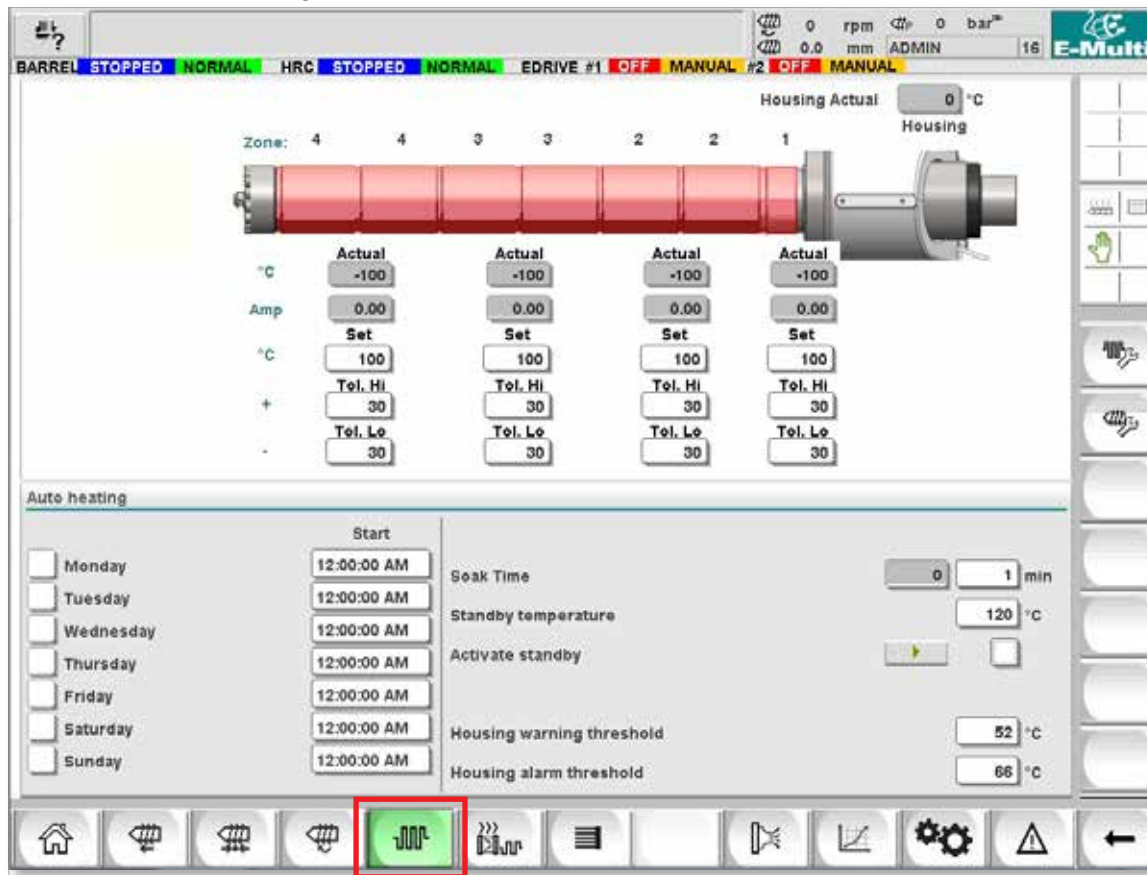 ? 0 rpm 0 bar
0.0 mm ADMIN 16 E-Multi
BARREL STOPPED NORMAL HRC STOPPED NORMAL EDRIVE #1 OFF MANUAL #2 OFF MANUAL
Housing Actual 0 °C
Housing
Zone: 4 4 3 3 2 2 1
Actual Actual Actual Actual
°C -100 -100 -100 -100
Amp 0.00 0.00 0.00 0.00
Set Set Set Set
°C 100 100 100 100
Tol. Hi Tol. Hi Tol. Hi Tol. Hi
+ 30 30 30 30
Tol. Lo Tol. Lo Tol. Lo Tol. Lo
- 30 30 30 30
Auto heating
Start
Monday 12:00:00 AM
Tuesday 12:00:00 AM
Wednesday 12:00:00 AM
Thursday 12:00:00 AM
Friday 12:00:00 AM
Saturday 12:00:00 AM
Sunday 12:00:00 AM
Soak Time 0 1 min
Standby temperature 120 °C
Activate standby
Housing warning threshold 52 °C
Housing alarm threshold 66 °C